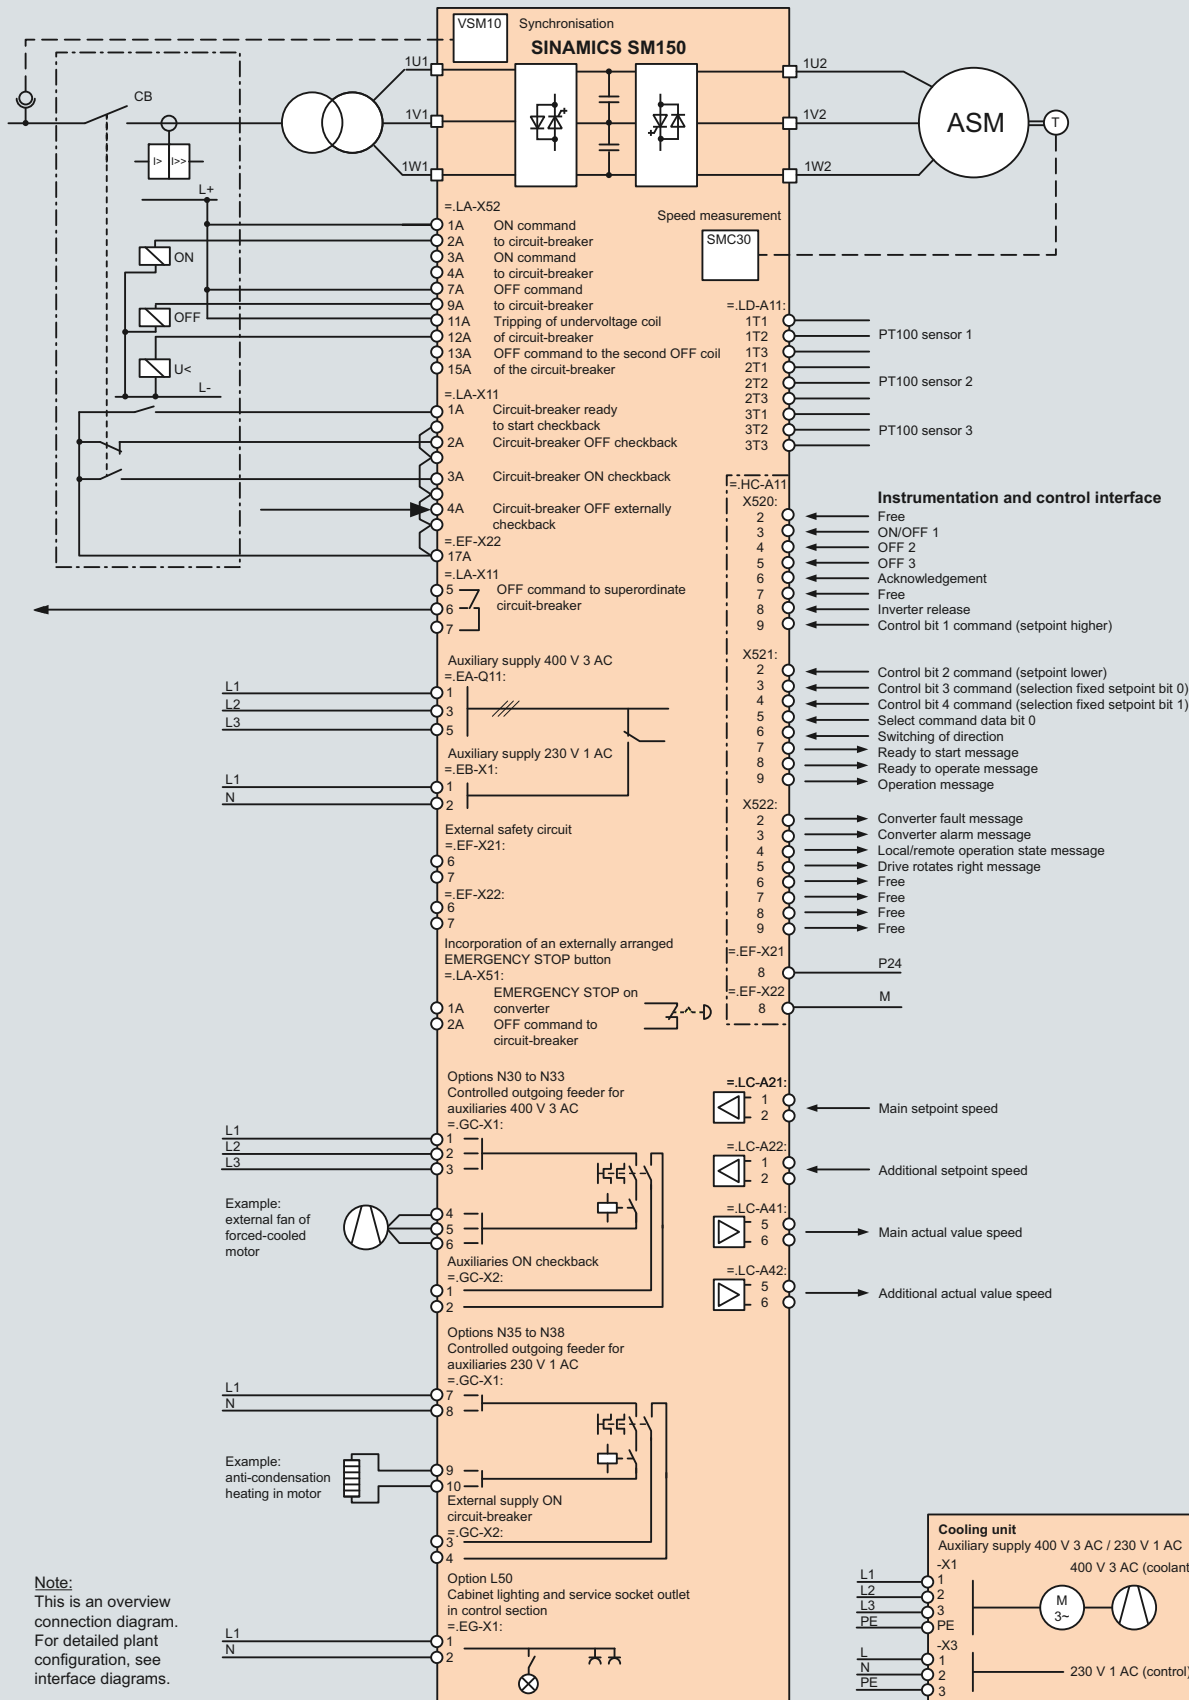 VSM10
Synchronisation
SINAMICS SM150
CB
I> I>>
1U1
1V1
1W1
1U2
1V2
1W2
ASM
T
L+
ON
OFF
U<
L-
=.LA-X52
1A ON command
2A to circuit-breaker
3A ON command
4A to circuit-breaker
7A OFF command
9A to circuit-breaker
11A Tripping of undervoltage coil
12A of circuit-breaker
13A OFF command to the second OFF coil
15A of the circuit-breaker
=.LA-X11
1A Circuit-breaker ready
to start checkback
2A Circuit-breaker OFF checkback
3A Circuit-breaker ON checkback
4A Circuit-breaker OFF externally
checkback
=.EF-X22
17A
=.LA-X11
5 OFF command to superordinate
6 circuit-breaker
7
Auxiliary supply 400 V 3 AC
=.EA-Q11:
L1 1
L2 3
L3 5
Auxiliary supply 230 V 1 AC
=.EB-X1:
L1 1
N 2
External safety circuit
=.EF-X21:
6
7
=.EF-X22:
6
7
Incorporation of an externally arranged
EMERGENCY STOP button
=.LA-X51:
EMERGENCY STOP on
1A converter
2A OFF command to
circuit-breaker
Options N30 to N33
Controlled outgoing feeder for
auxiliaries 400 V 3 AC
=.GC-X1:
L1 1
L2 2
L3 3
Example:
external fan of
forced-cooled
motor
4
5
6
Auxiliaries ON checkback
=.GC-X2:
1
2
Options N35 to N38
Controlled outgoing feeder for
auxiliaries 230 V 1 AC
=.GC-X1:
L1 7
N 8
Example:
anti-condensation
heating in motor
9
10
External supply ON
circuit-breaker
=.GC-X2:
3
4
Option L50
Cabinet lighting and service socket outlet
in control section
=.EG-X1:
L1 1
N 2
Note:
This is an overview
connection diagram.
For detailed plant
configuration, see
interface diagrams.
Speed measurement
SMC30
=.LD-A11:
1T1
1T2 PT100 sensor 1
1T3
2T1
2T2 PT100 sensor 2
2T3
3T1
3T2 PT100 sensor 3
3T3
=.HC-A11
Instrumentation and control interface
X520:
2 Free
3 ON/OFF 1
4 OFF 2
5 OFF 3
6 Acknowledgement
7 Free
8 Inverter release
9 Control bit 1 command (setpoint higher)
X521:
2 Control bit 2 command (setpoint lower)
3 Control bit 3 command (selection fixed setpoint bit 0)
4 Control bit 4 command (selection fixed setpoint bit 1)
5 Select command data bit 0
6 Switching of direction
7 Ready to start message
8 Ready to operate message
9 Operation message
X522:
2 Converter fault message
3 Converter alarm message
4 Local/remote operation state message
5 Drive rotates right message
6 Free
7 Free
8 Free
9 Free
=.EF-X21
8 P24
=.EF-X22
8 M
=.LC-A21:
1
2
Main setpoint speed
=.LC-A22:
1
2
Additional setpoint speed
=.LC-A41:
5
6
Main actual value speed
=.LC-A42:
5
6
Additional actual value speed
Cooling unit
Auxiliary supply 400 V 3 AC / 230 V 1 AC
-X1
400 V 3 AC (coolant
L1 1
L2 2
L3 3
PE PE
M
3~
-X3
L 1
N 2
PE 3
230 V 1 AC (control)